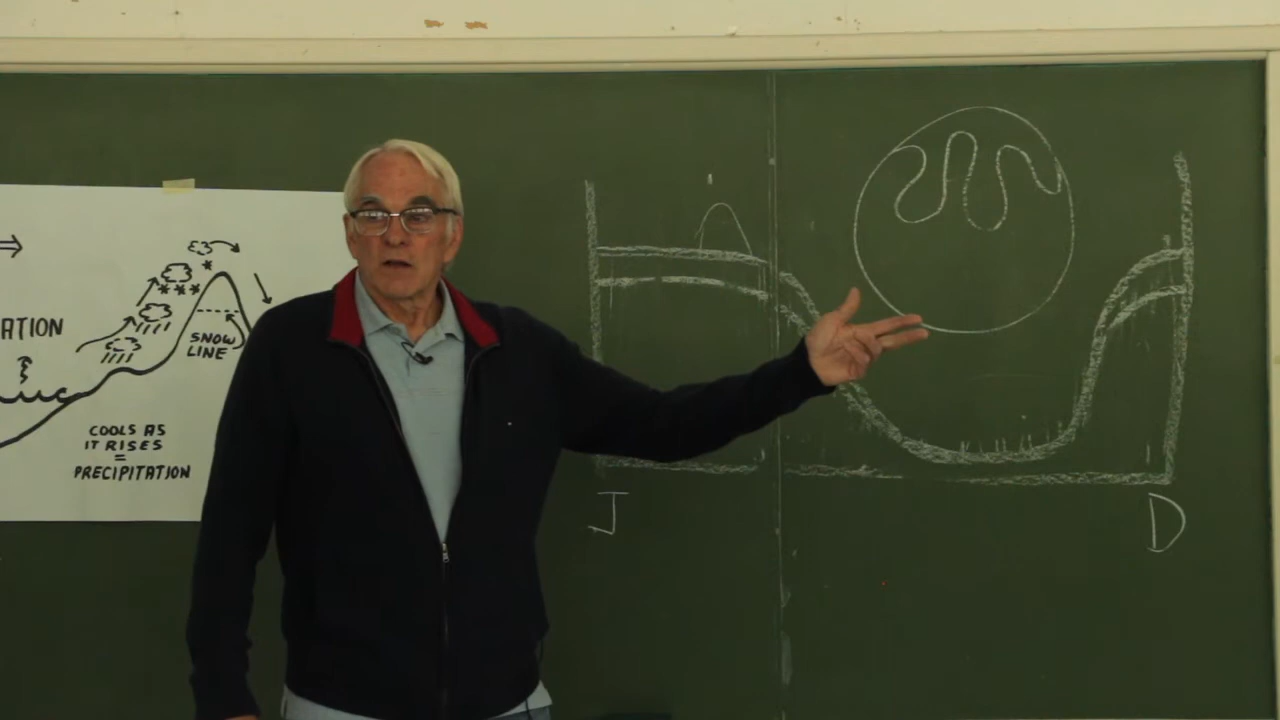 ATION
SNOW
LINE
COOLS AS
IT RISES
=
PRECIPITATION
J
D